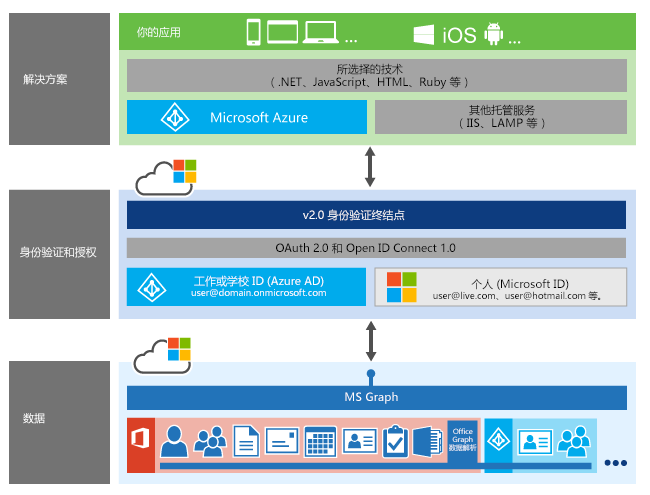 解决方案
你的应用
...
iOS
...
所选择的技术
（ .NET、JavaScript、HTML、Ruby 等 ）
Microsoft Azure
其他托管服务
（ IIS、LAMP 等 ）
身份验证和授权
v2.0 身份验证终结点
OAuth 2.0 和 Open ID Connect 1.0
工作或学校 ID (Azure AD)
user@domain.onmicrosoft.com
个人 (Microsoft ID)
user@live.com、user@hotmail.com 等。
数据
MS Graph
Office
Graph
数据解析